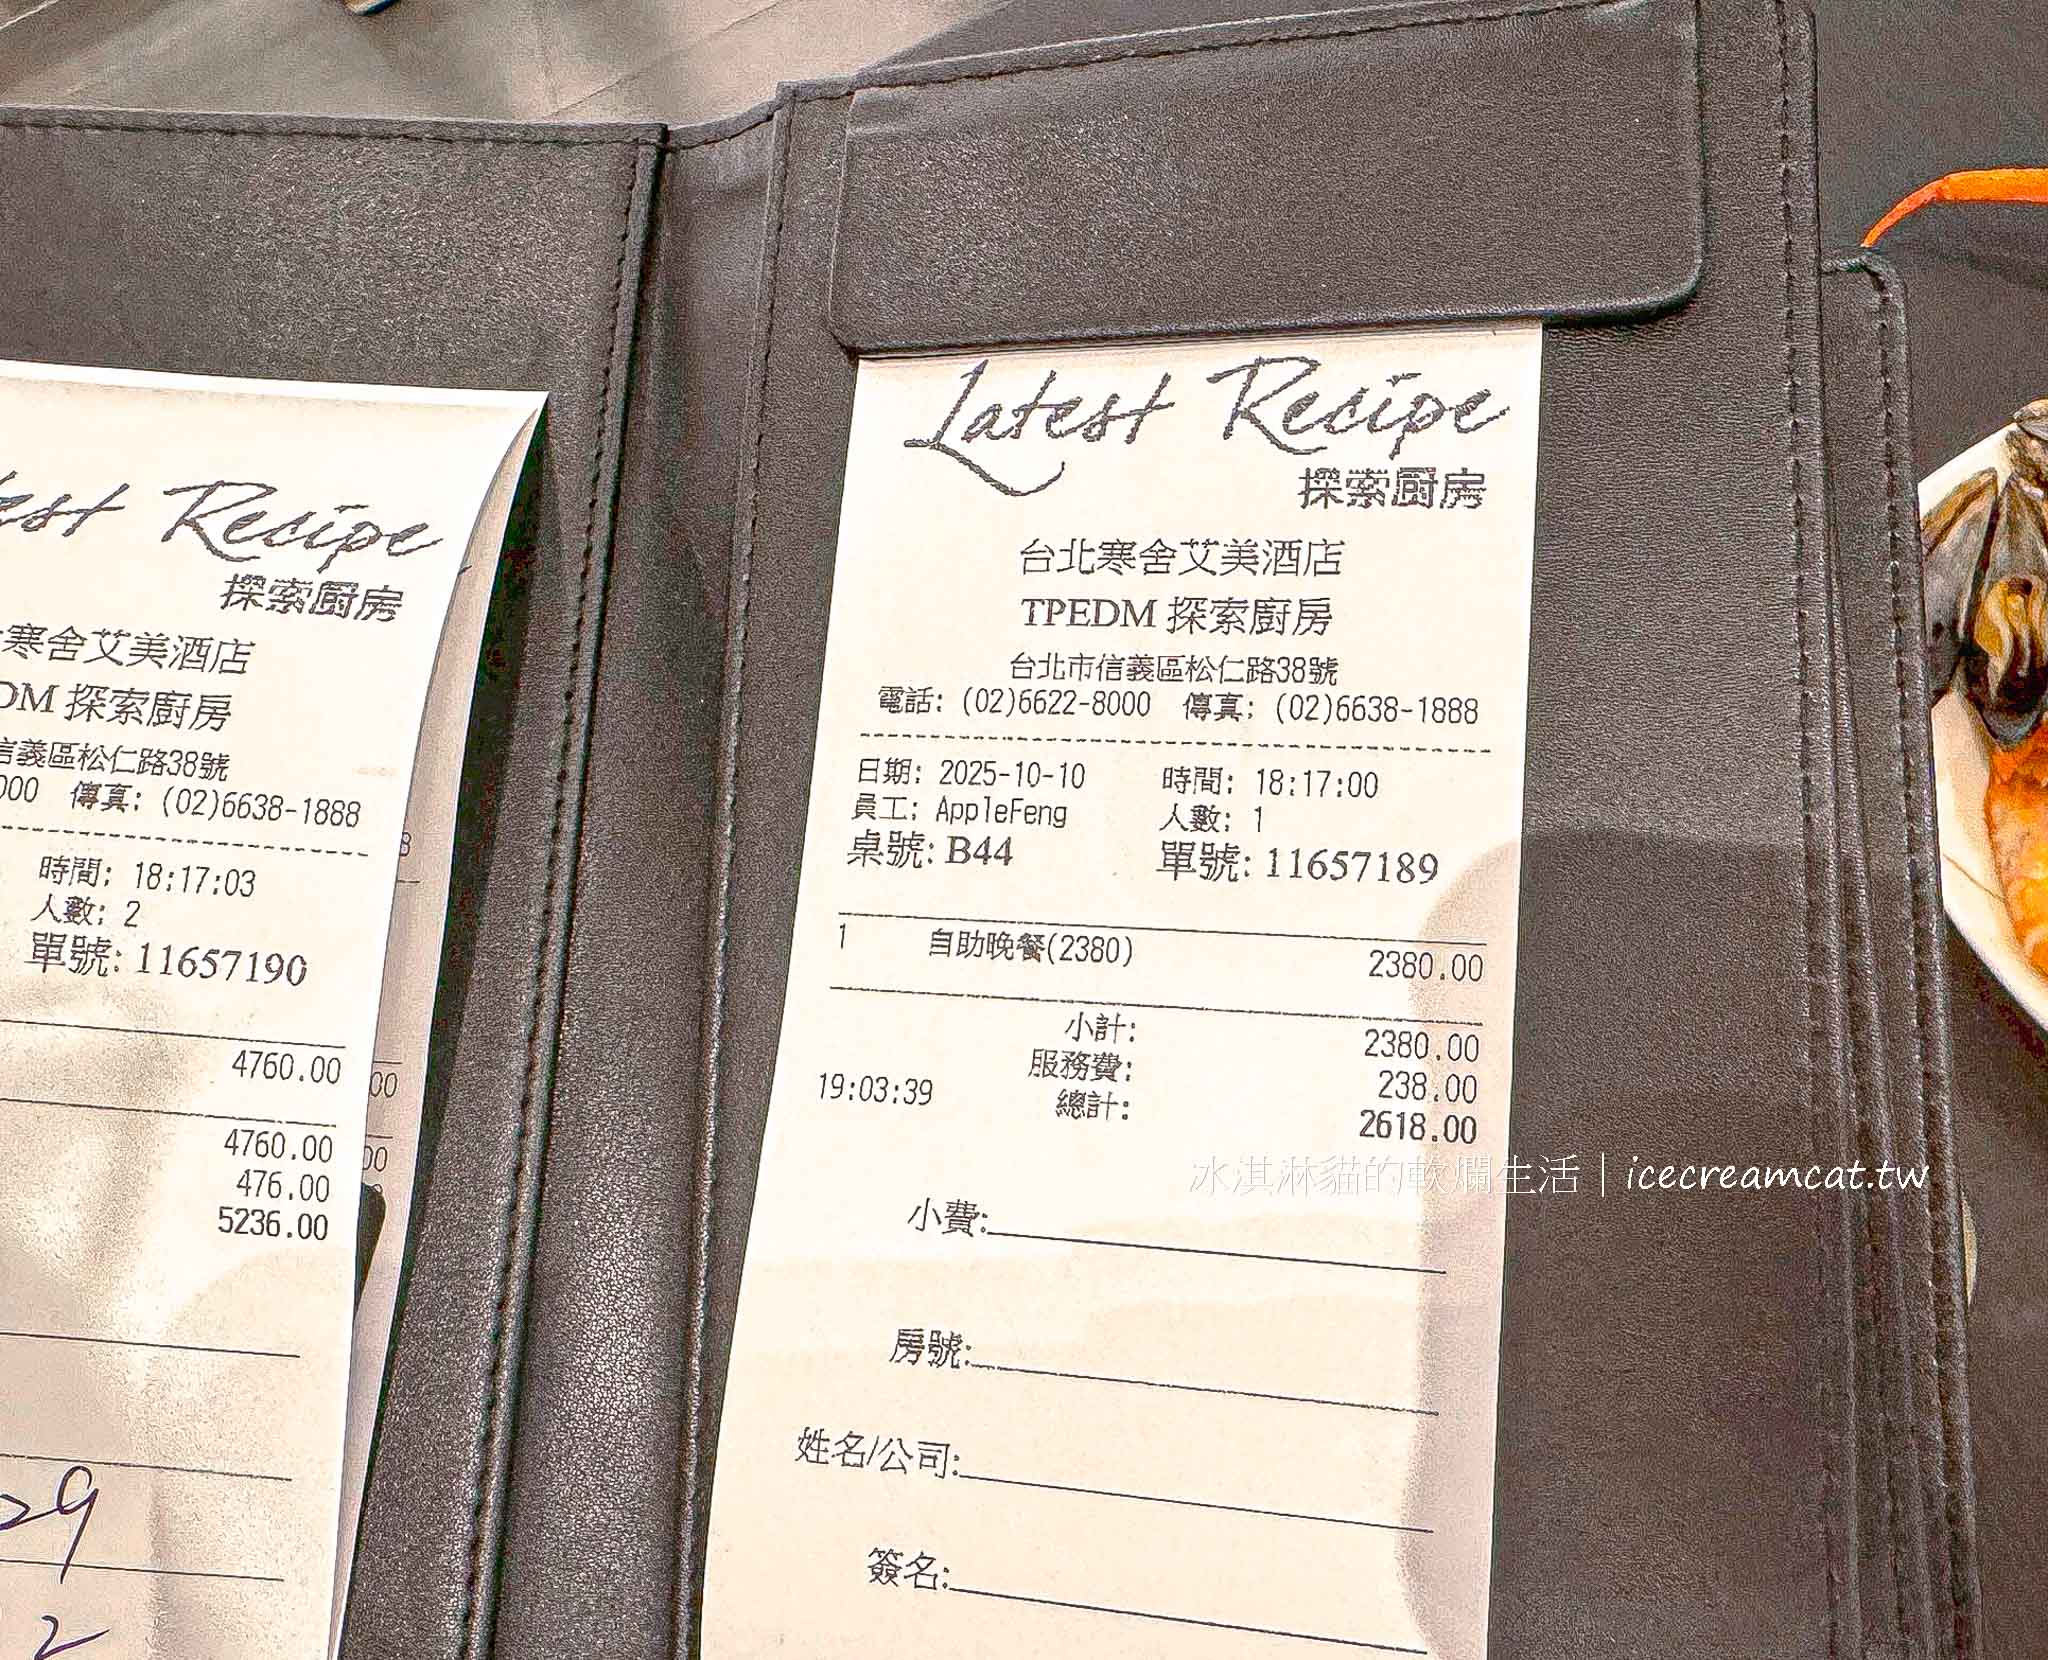 Recipe
探索厨房
寒舍艾美酒店
DM 探索廚房
信義區松仁路38號
000 傳真: (02)6638-1888
時間: 18:17:03
人數: 2
單號: 11657190
4760.00
4760.00
476.00
5236.00
29
2
Latest Recipe
探索厨房
台北寒舍艾美酒店
TPEDM 探索廚房
台北市信義區松仁路38號
電話: (02)6622-8000 傳真: (02)6638-1888
日期: 2025-10-10 時間: 18:17:00
員工: AppleFeng 人數: 1
桌號: B44 單號: 11657189
1 自助晚餐(2380) 2380.00
小計: 2380.00
服務費: 238.00
19:03:39 總計: 2618.00
冰淇淋貓的軟爛生活 | icecreamcat.tw
小費:
房號:
姓名/公司:
簽名: